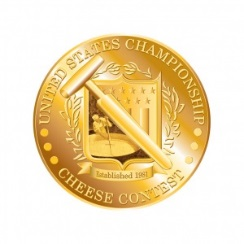 UNITED STATES CHAMPIONSHIP
Established 1981
CHEESE CONTEST